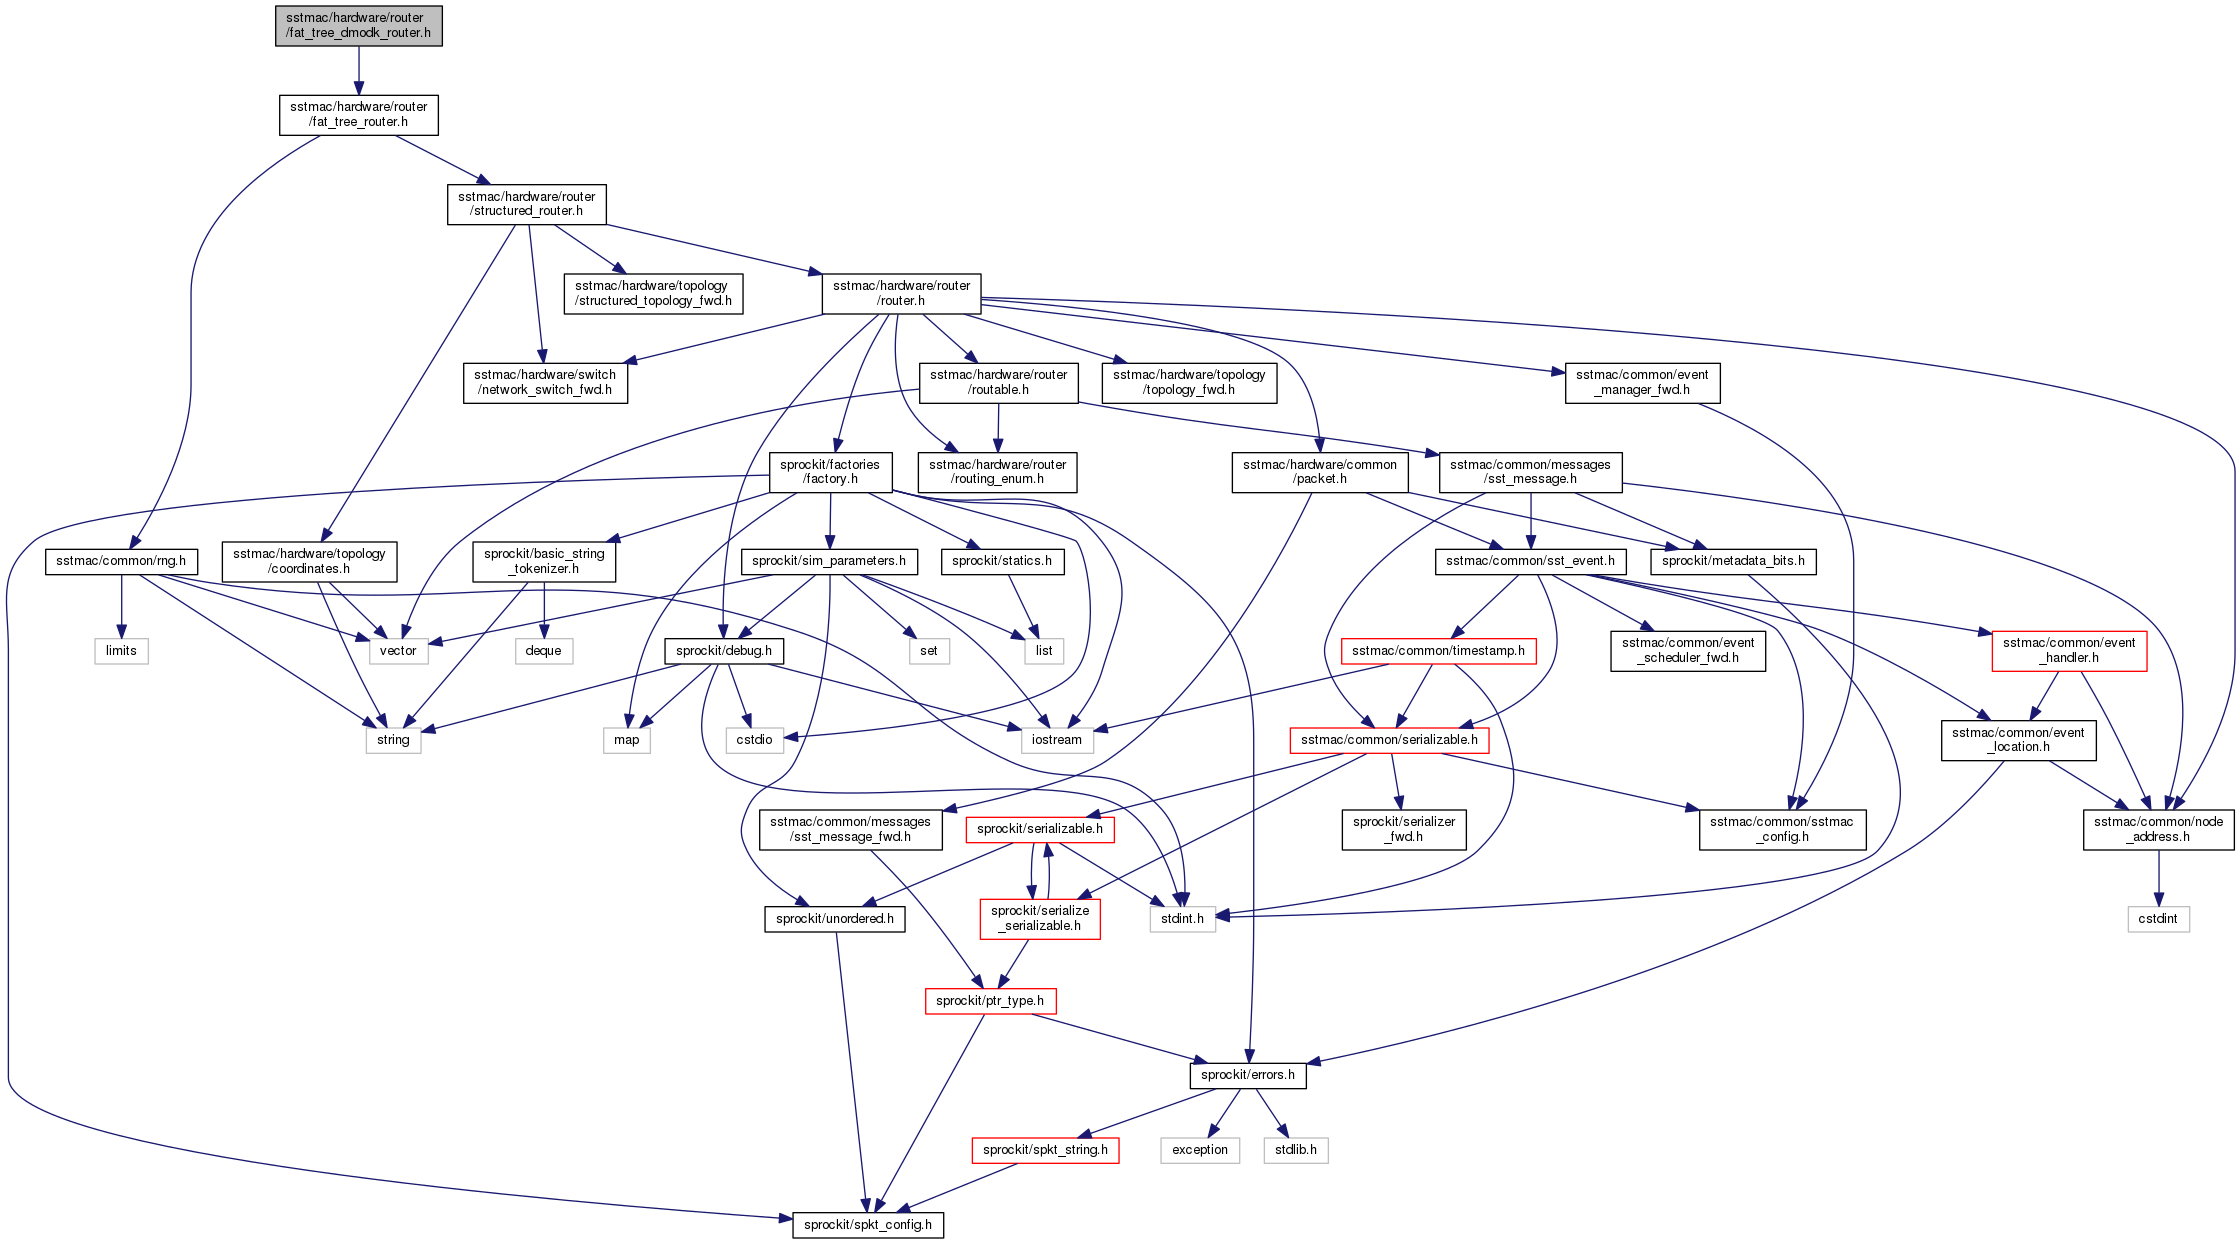 sstmac/hardware/router
/fat_tree_dmodk_router.h
sstmac/hardware/router
/fat_tree_router.h
sstmac/hardware/router
/structured_router.h
sstmac/hardware/topology
/structured_topology_fwd.h
sstmac/hardware/router
/router.h
sstmac/hardware/switch
/network_switch_fwd.h
sstmac/hardware/router
/routable.h
sstmac/hardware/topology
/topology_fwd.h
sstmac/common/event
_manager_fwd.h
sprockit/factories
/factory.h
sstmac/hardware/router
/routing_enum.h
sstmac/hardware/common
/packet.h
sstmac/common/messages
/sst_message.h
sstmac/common/rng.h
sstmac/hardware/topology
/coordinates.h
sprockit/basic_string
_tokenizer.h
sprockit/sim_parameters.h
sprockit/statics.h
sstmac/common/sst_event.h
sprockit/metadata_bits.h
limits
vector
deque
sprockit/debug.h
set
list
sstmac/common/timestamp.h
sstmac/common/event
_scheduler_fwd.h
sstmac/common/event
_handler.h
string
map
cstdio
iostream
sstmac/common/serializable.h
sstmac/common/event
_location.h
sstmac/common/messages
/sst_message_fwd.h
sprockit/serializable.h
sprockit/serializer
_fwd.h
sstmac/common/sstmac
_config.h
sstmac/common/node
_address.h
sprockit/unordered.h
sprockit/serialize
_serializable.h
stdint.h
cstdint
sprockit/ptr_type.h
sprockit/errors.h
sprockit/spkt_string.h
exception
stdlib.h
sprockit/spkt_config.h